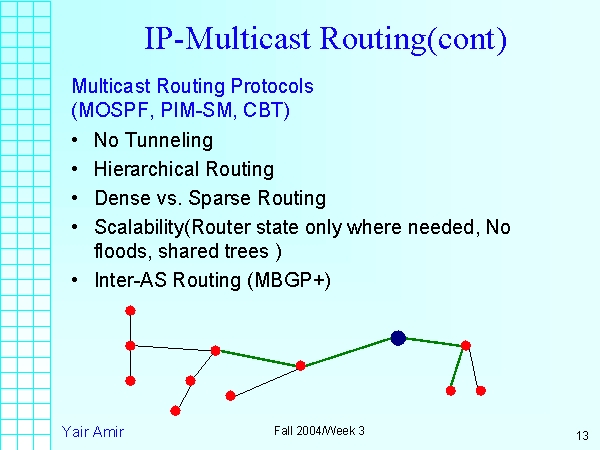 IP-Multicast Routing(cont)
Multicast Routing Protocols
(MOSPF, PIM-SM, CBT)
• No Tunneling
• Hierarchical Routing
• Dense vs. Sparse Routing
• Scalability(Router state only where needed, No
floods, shared trees )
• Inter-AS Routing (MBGP+)
Yair Amir
Fall 2004/Week 3
13